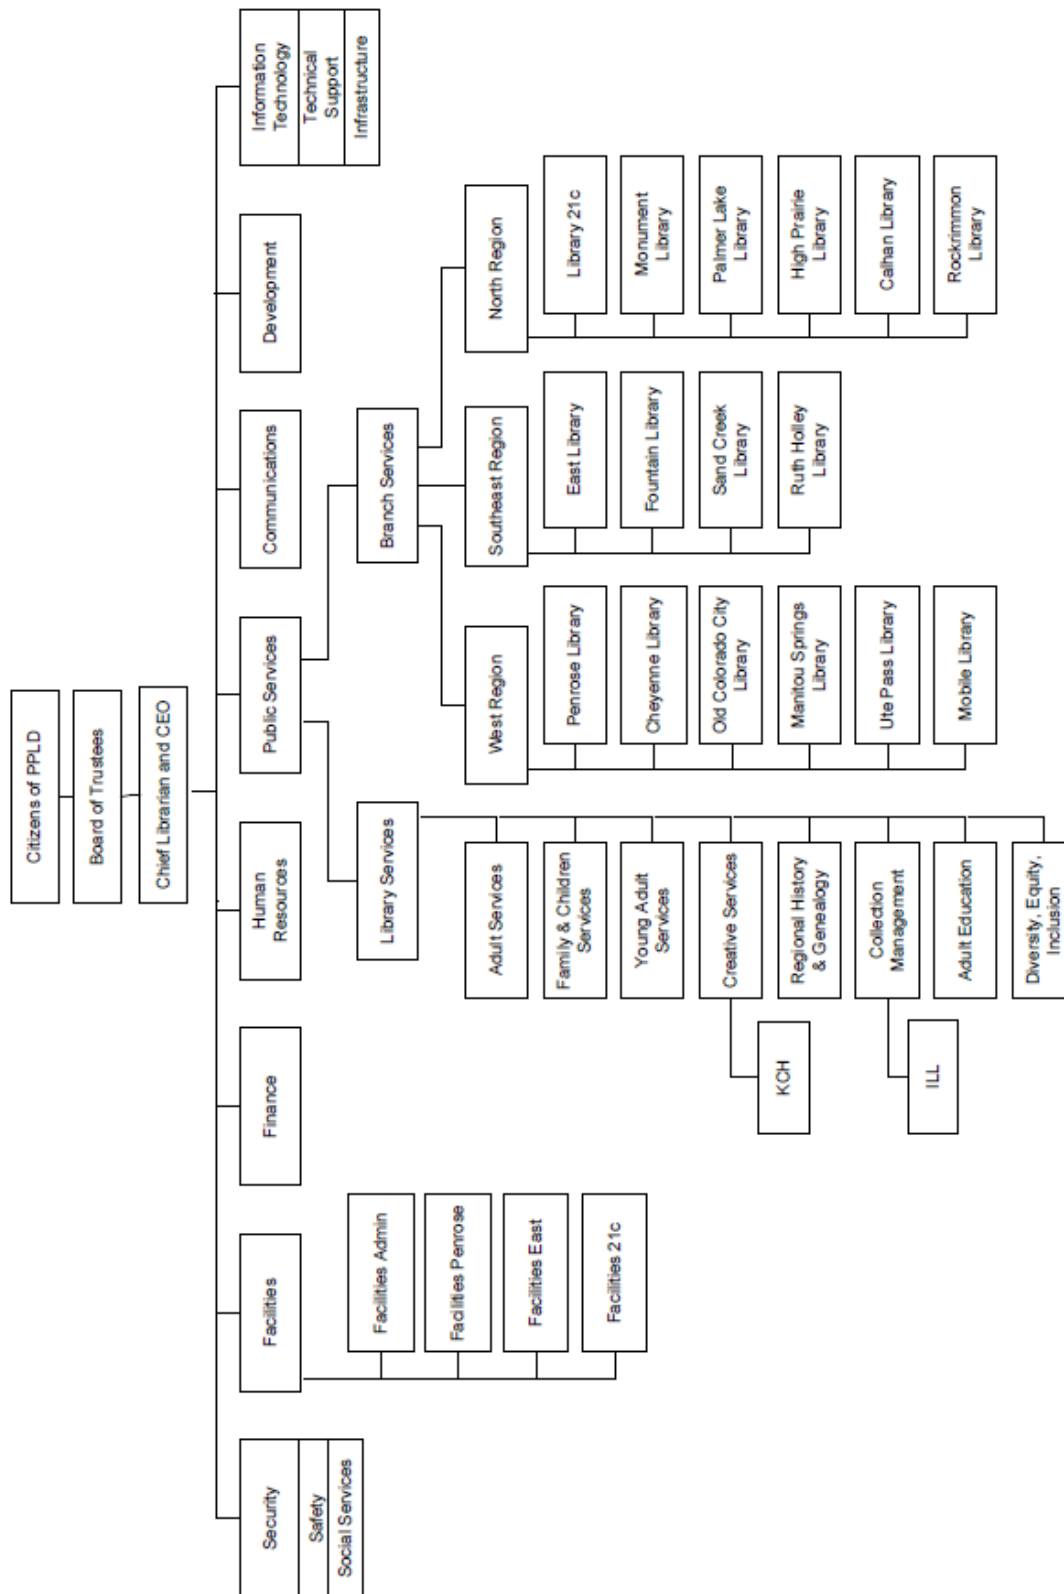 Citizens of PPLD
Board of Trustees
Chief Librarian and CEO
Security
Safety
Social Services
Facilities
Finance
Human
Resources
Public Services
Communications
Development
Information
Technology
Technical
Support
Infrastructure
Facilities Admin
Facilities Penrose
Facilities East
Facilities 21c
Library Services
Branch Services
Adult Services
Family & Children
Services
Young Adult
Services
Creative Services
KCH
Regional History
& Genealogy
Collection
Management
ILL
Adult Education
Diversity, Equity,
Inclusion
West Region
Penrose Library
Cheyenne Library
Old Colorado City
Library
Manitou Springs
Library
Ute Pass Library
Mobile Library
Southeast Region
East Library
Fountain Library
Sand Creek
Library
Ruth Holley
Library
North Region
Library 21c
Monument
Library
Palmer Lake
Library
High Prairie
Library
Calhan Library
Rockrimmon
Library